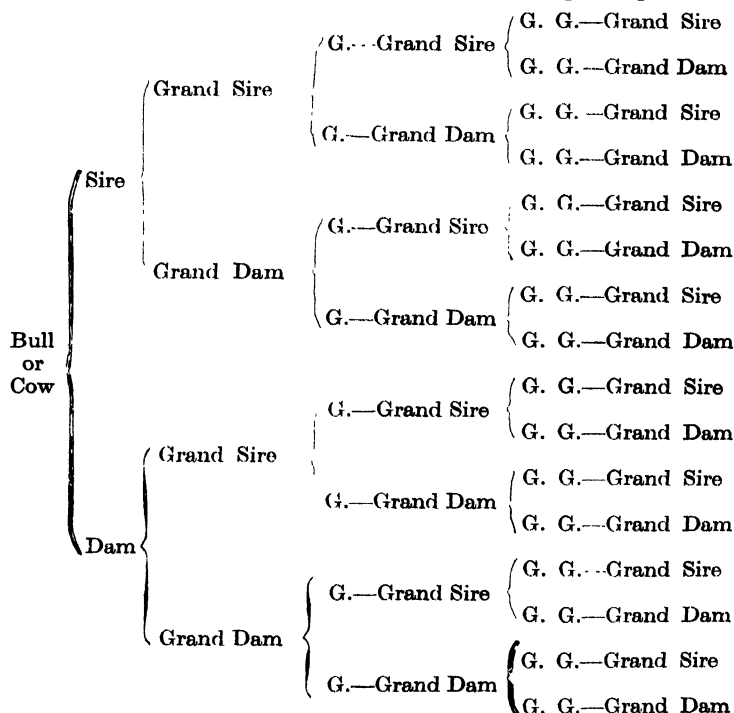 G. G.—Grand Sire
G.---Grand Sire
G. G.—Grand Dam
Grand Sire
G. G. —Grand Sire
G.—Grand Dam
G. G.—Grand Dam
Sire
G. G.—Grand Sire
G.—Grand Siro
G. G.—Grand Dam
Grand Dam
G. G.—Grand Sire
G.—Grand Dam
G. G.—Grand Dam
Bull
or
Cow
G. G.—Grand Sire
G.—Grand Sire
G. G.—Grand Dam
Grand Sire
G. G.—Grand Sire
G.—Grand Dam
G. G.—Grand Dam
Dam
G. G.---Grand Sire
G.—Grand Sire
G. G.—Grand Dam
Grand Dam
G. G.—Grand Sire
G.—Grand Dam
G. G.—Grand Dam